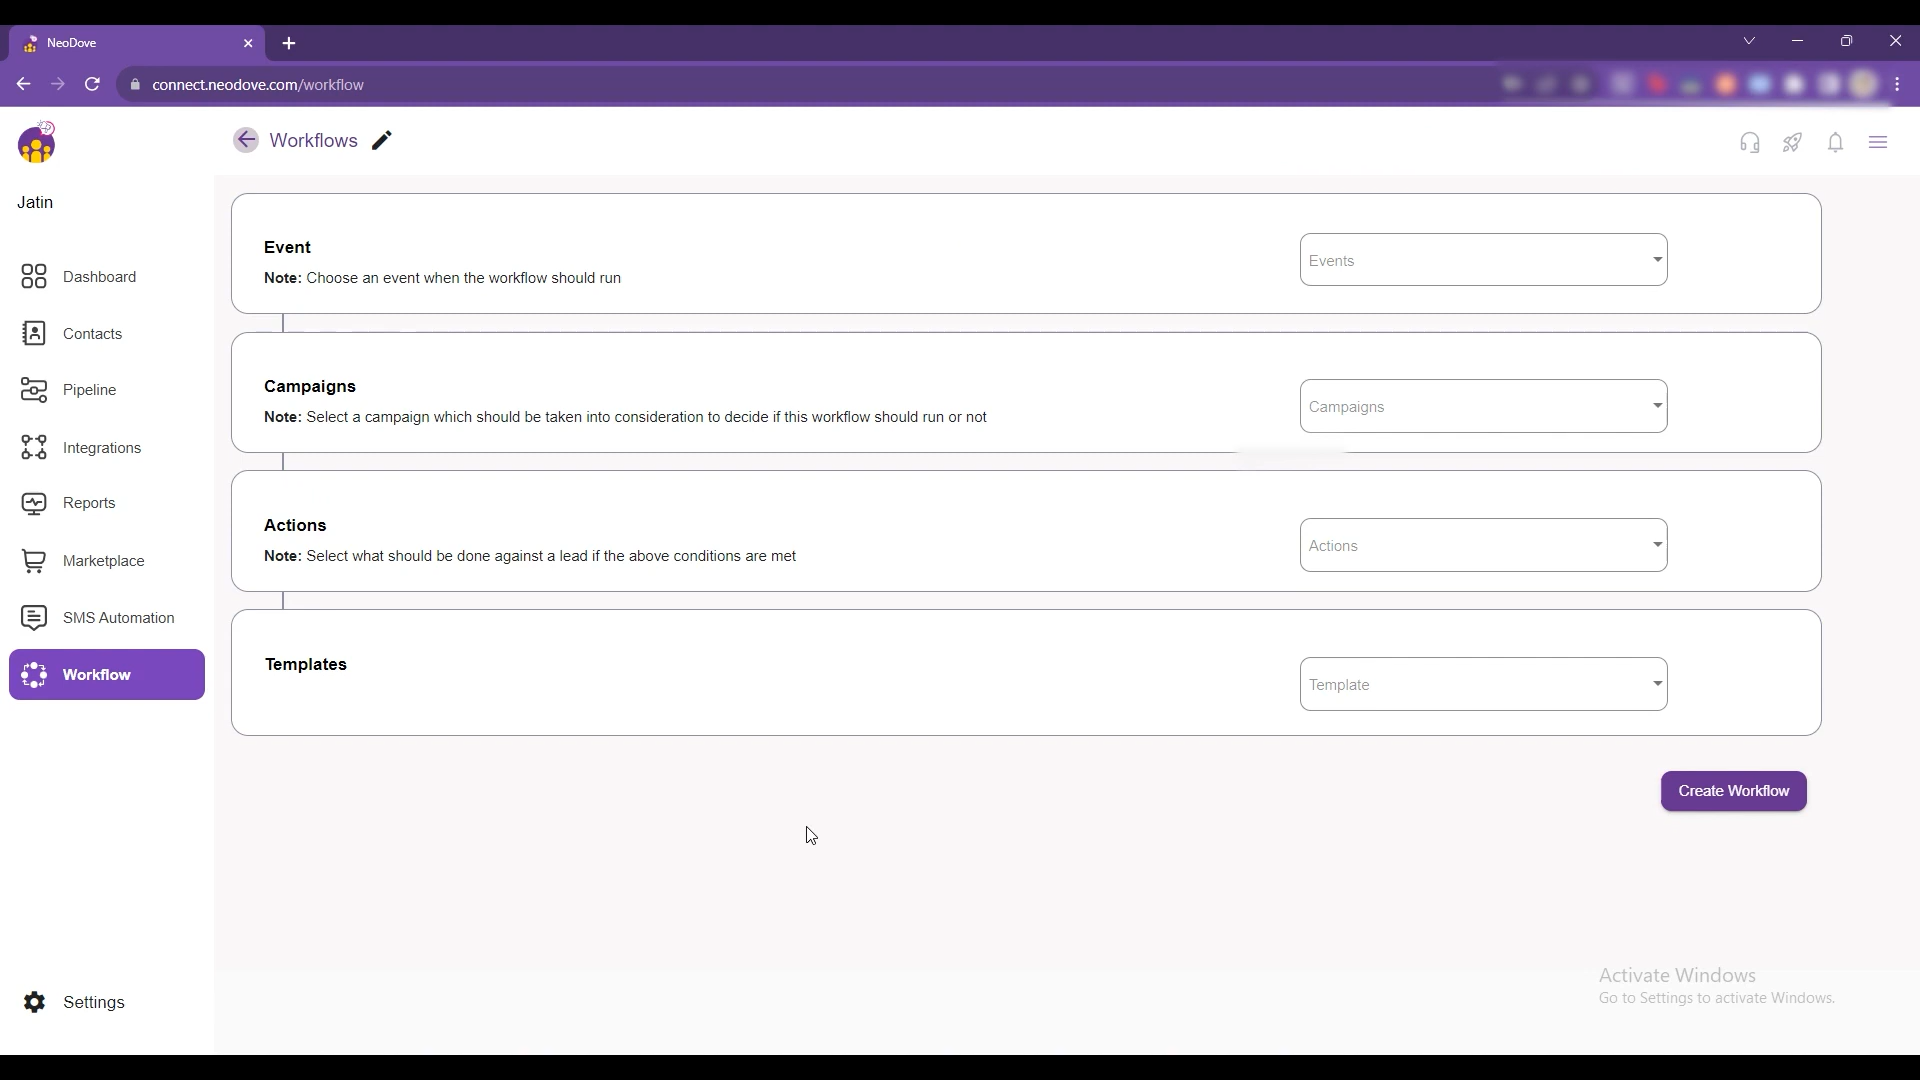 NeoDove
connect.neodove.com/workflow
Workflows
Jatin
Dashboard
Contacts
Pipeline
Integrations
Reports
Marketplace
SMS Automation
Workflow
Settings
Event
Note: Choose an event when the workflow should run
Events
Campaigns
Note: Select a campaign which should be taken into consideration to decide if this workflow should run or not
Campaigns
Actions
Note: Select what should be done against a lead if the above conditions are met
Actions
Templates
Template
Create Workflow
Activate Windows
Go to Settings to activate Windows.